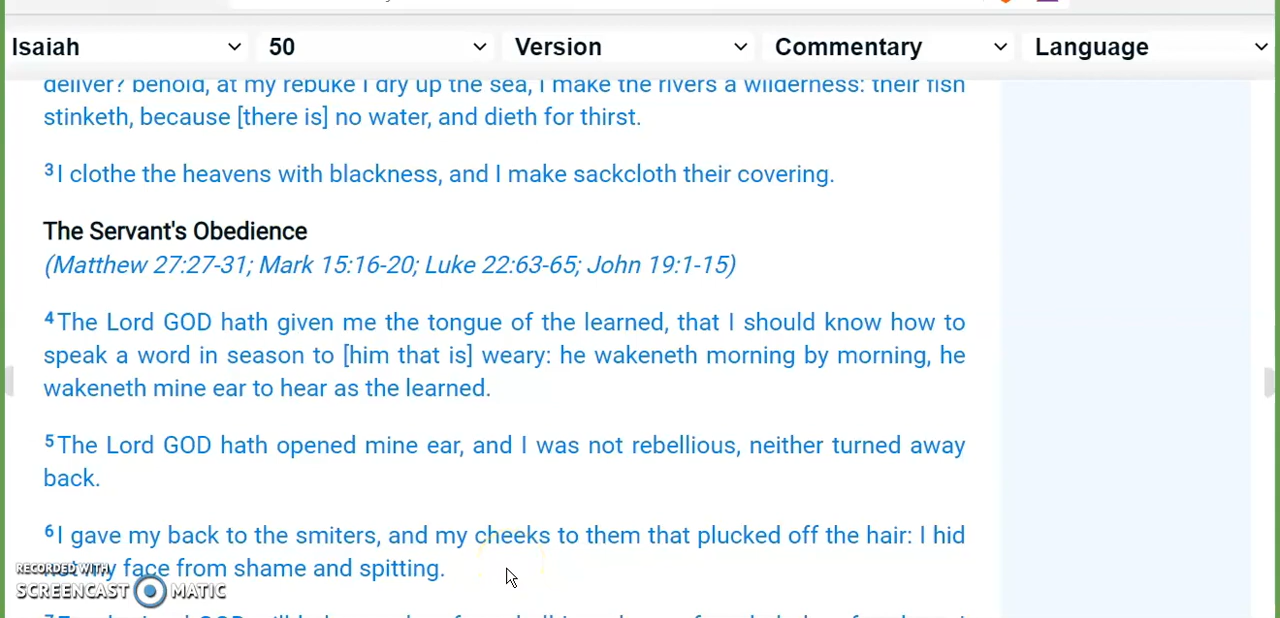 Isaiah 50 Version Commentary Language
deliver? behold, at my rebuke I dry up the sea, I make the rivers a wilderness: their fish
stinketh, because [there is] no water, and dieth for thirst.
3 I clothe the heavens with blackness, and I make sackcloth their covering.
The Servant's Obedience
(Matthew 27:27-31; Mark 15:16-20; Luke 22:63-65; John 19:1-15)
4 The Lord GOD hath given me the tongue of the learned, that I should know how to
speak a word in season to [him that is] weary: he wakeneth morning by morning, he
wakeneth mine ear to hear as the learned.
5 The Lord GOD hath opened mine ear, and I was not rebellious, neither turned away
back.
6 I gave my back to the smiters, and my cheeks to them that plucked off the hair: I hid
not my face from shame and spitting.
RECORDED WITH
SCREENCAST MATIC